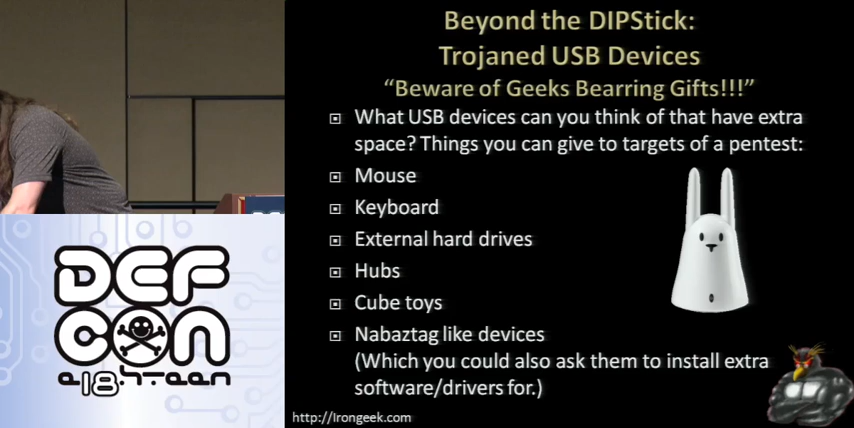 Beyond the DIPStick:
Trojaned USB Devices
“Beware of Geeks Bearring Gifts!!!”
What USB devices can you think of that have extra
space? Things you can give to targets of a pentest:
Mouse
Keyboard
External hard drives
Hubs
Cube toys
Nabaztag like devices
(Which you could also ask them to install extra
software/drivers for.)
http://Irongeek.com
DEF
CON
e18hteen